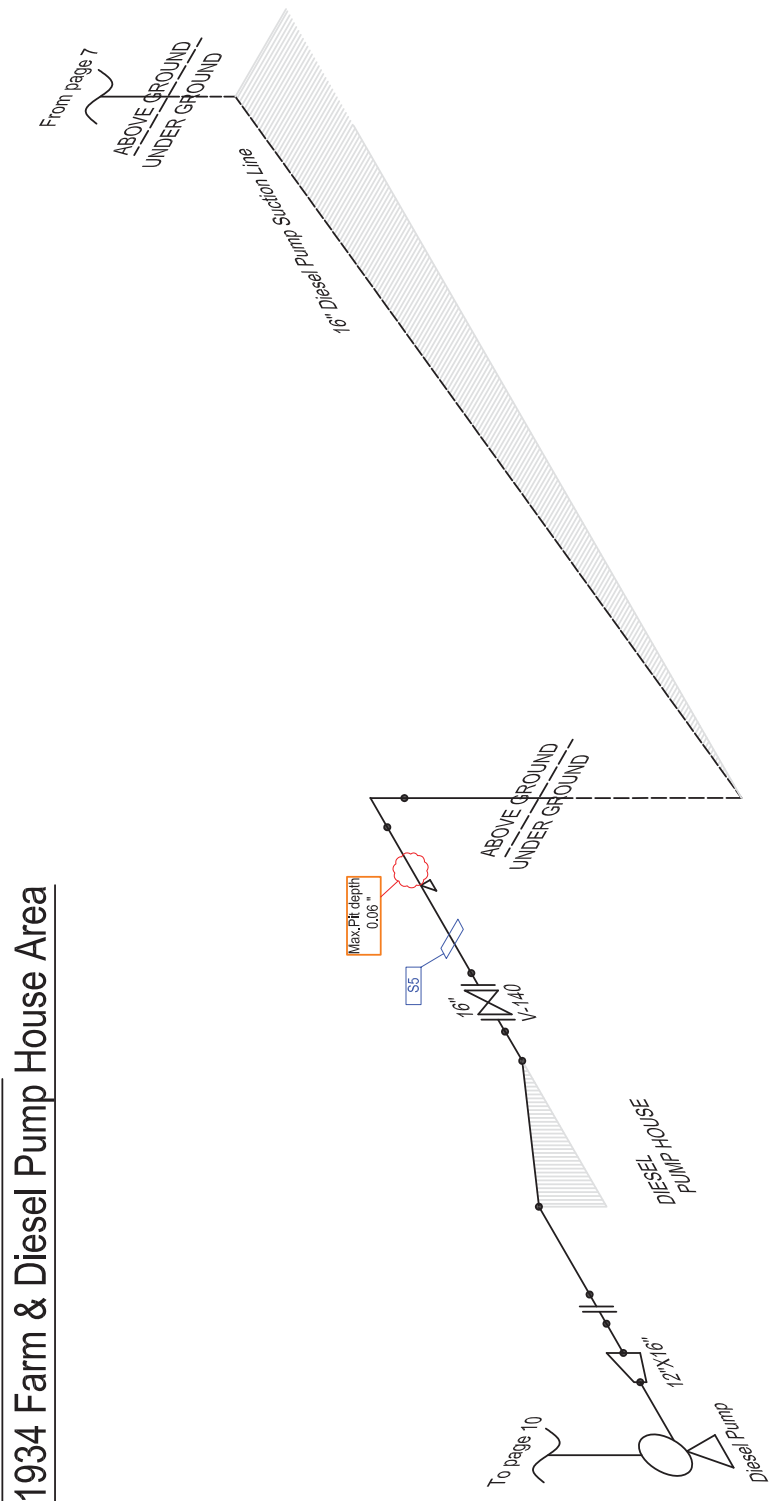 1934 Farm & Diesel Pump House Area
From page 7
ABOVE GROUND
UNDER GROUND
16" Diesel Pump Suction Line
ABOVE GROUND
UNDER GROUND
Max.Pit depth
0.06 "
S5
16"
V-140
DIESEL
PUMP HOUSE
12"X16"
To page 10
Diesel Pump